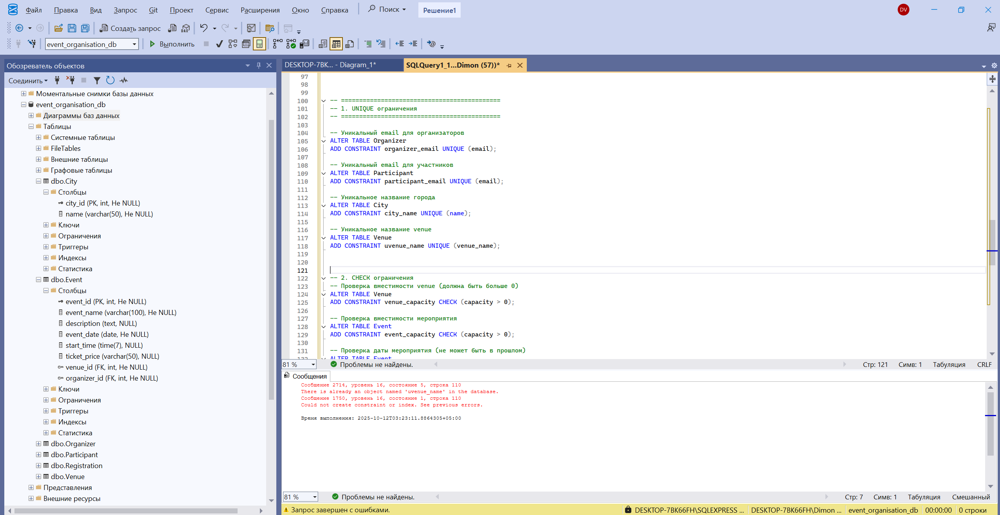 Файл Правка Вид Запрос Git Проект Сервис Расширения Окно Справка Поиск Решение1 DV
Создать запрос DAX
event_organisation_db Выполнить
Обозреватель объектов
Соединить
Моментальные снимки базы данных
event_organisation_db
Диаграммы баз данных
Таблицы
Системные таблицы
FileTables
Внешние таблицы
Графовые таблицы
dbo.City
Столбцы
city_id (PK, int, Не NULL)
name (varchar(50), Не NULL)
Ключи
Ограничения
Триггеры
Индексы
Статистика
dbo.Event
Столбцы
event_id (PK, int, Не NULL)
event_name (varchar(100), Не NULL)
description (text, NULL)
event_date (date, Не NULL)
start_time (time(7), NULL)
ticket_price (varchar(50), NULL)
venue_id (FK, int, Не NULL)
organizer_id (FK, int, Не NULL)
Ключи
Ограничения
Триггеры
Индексы
Статистика
dbo.Organizer
dbo.Participant
dbo.Registration
dbo.Venue
Представления
Внешние ресурсы
DESKTOP-7BK... - Diagram_1* SQLQuery1_1...Dimon (57))*
97
98
99
100 -- ============================================
101 -- 1. UNIQUE ограничения
102 -- ============================================
103
104 -- Уникальный email для организаторов
105 ALTER TABLE Organizer
106 ADD CONSTRAINT organizer_email UNIQUE (email);
107
108 -- Уникальный email для участников
109 ALTER TABLE Participant
110 ADD CONSTRAINT participant_email UNIQUE (email);
111
112 -- Уникальное название города
113 ALTER TABLE City
114 ADD CONSTRAINT city_name UNIQUE (name);
115
116 -- Уникальное название venue
117 ALTER TABLE Venue
118 ADD CONSTRAINT uvenue_name UNIQUE (venue_name);
119
120
121
122 -- 2. CHECK ограничения
123 -- Проверка вместимости venue (должна быть больше 0)
124 ALTER TABLE Venue
125 ADD CONSTRAINT venue_capacity CHECK (capacity > 0);
126
127 -- Проверка вместимости мероприятия
128 ALTER TABLE Event
129 ADD CONSTRAINT event_capacity CHECK (capacity > 0);
130
131 -- Проверка даты мероприятия (не может быть в прошлом)
132 ALTER TABLE Event
81 % Проблемы не найдены. Стр: 121 Симв: 1 Табуляция CRLF
Сообщения
Сообщение 2714, уровень 16, состояние 5, строка 110
There is already an object named 'uvenue_name' in the database.
Сообщение 1750, уровень 16, состояние 1, строка 110
Could not create constraint or index. See previous errors.
Время выполнения: 2025-10-12T03:23:11.8864305+05:00
81 % Проблемы не найдены. Стр: 7 Симв: 1 Табуляция Смешанный
Запрос завершен с ошибками. DESKTOP-7BK66FH\SQLEXPRESS ... DESKTOP-7BK66FH\Dimon ... event_organisation_db 00:00:00 0 строки